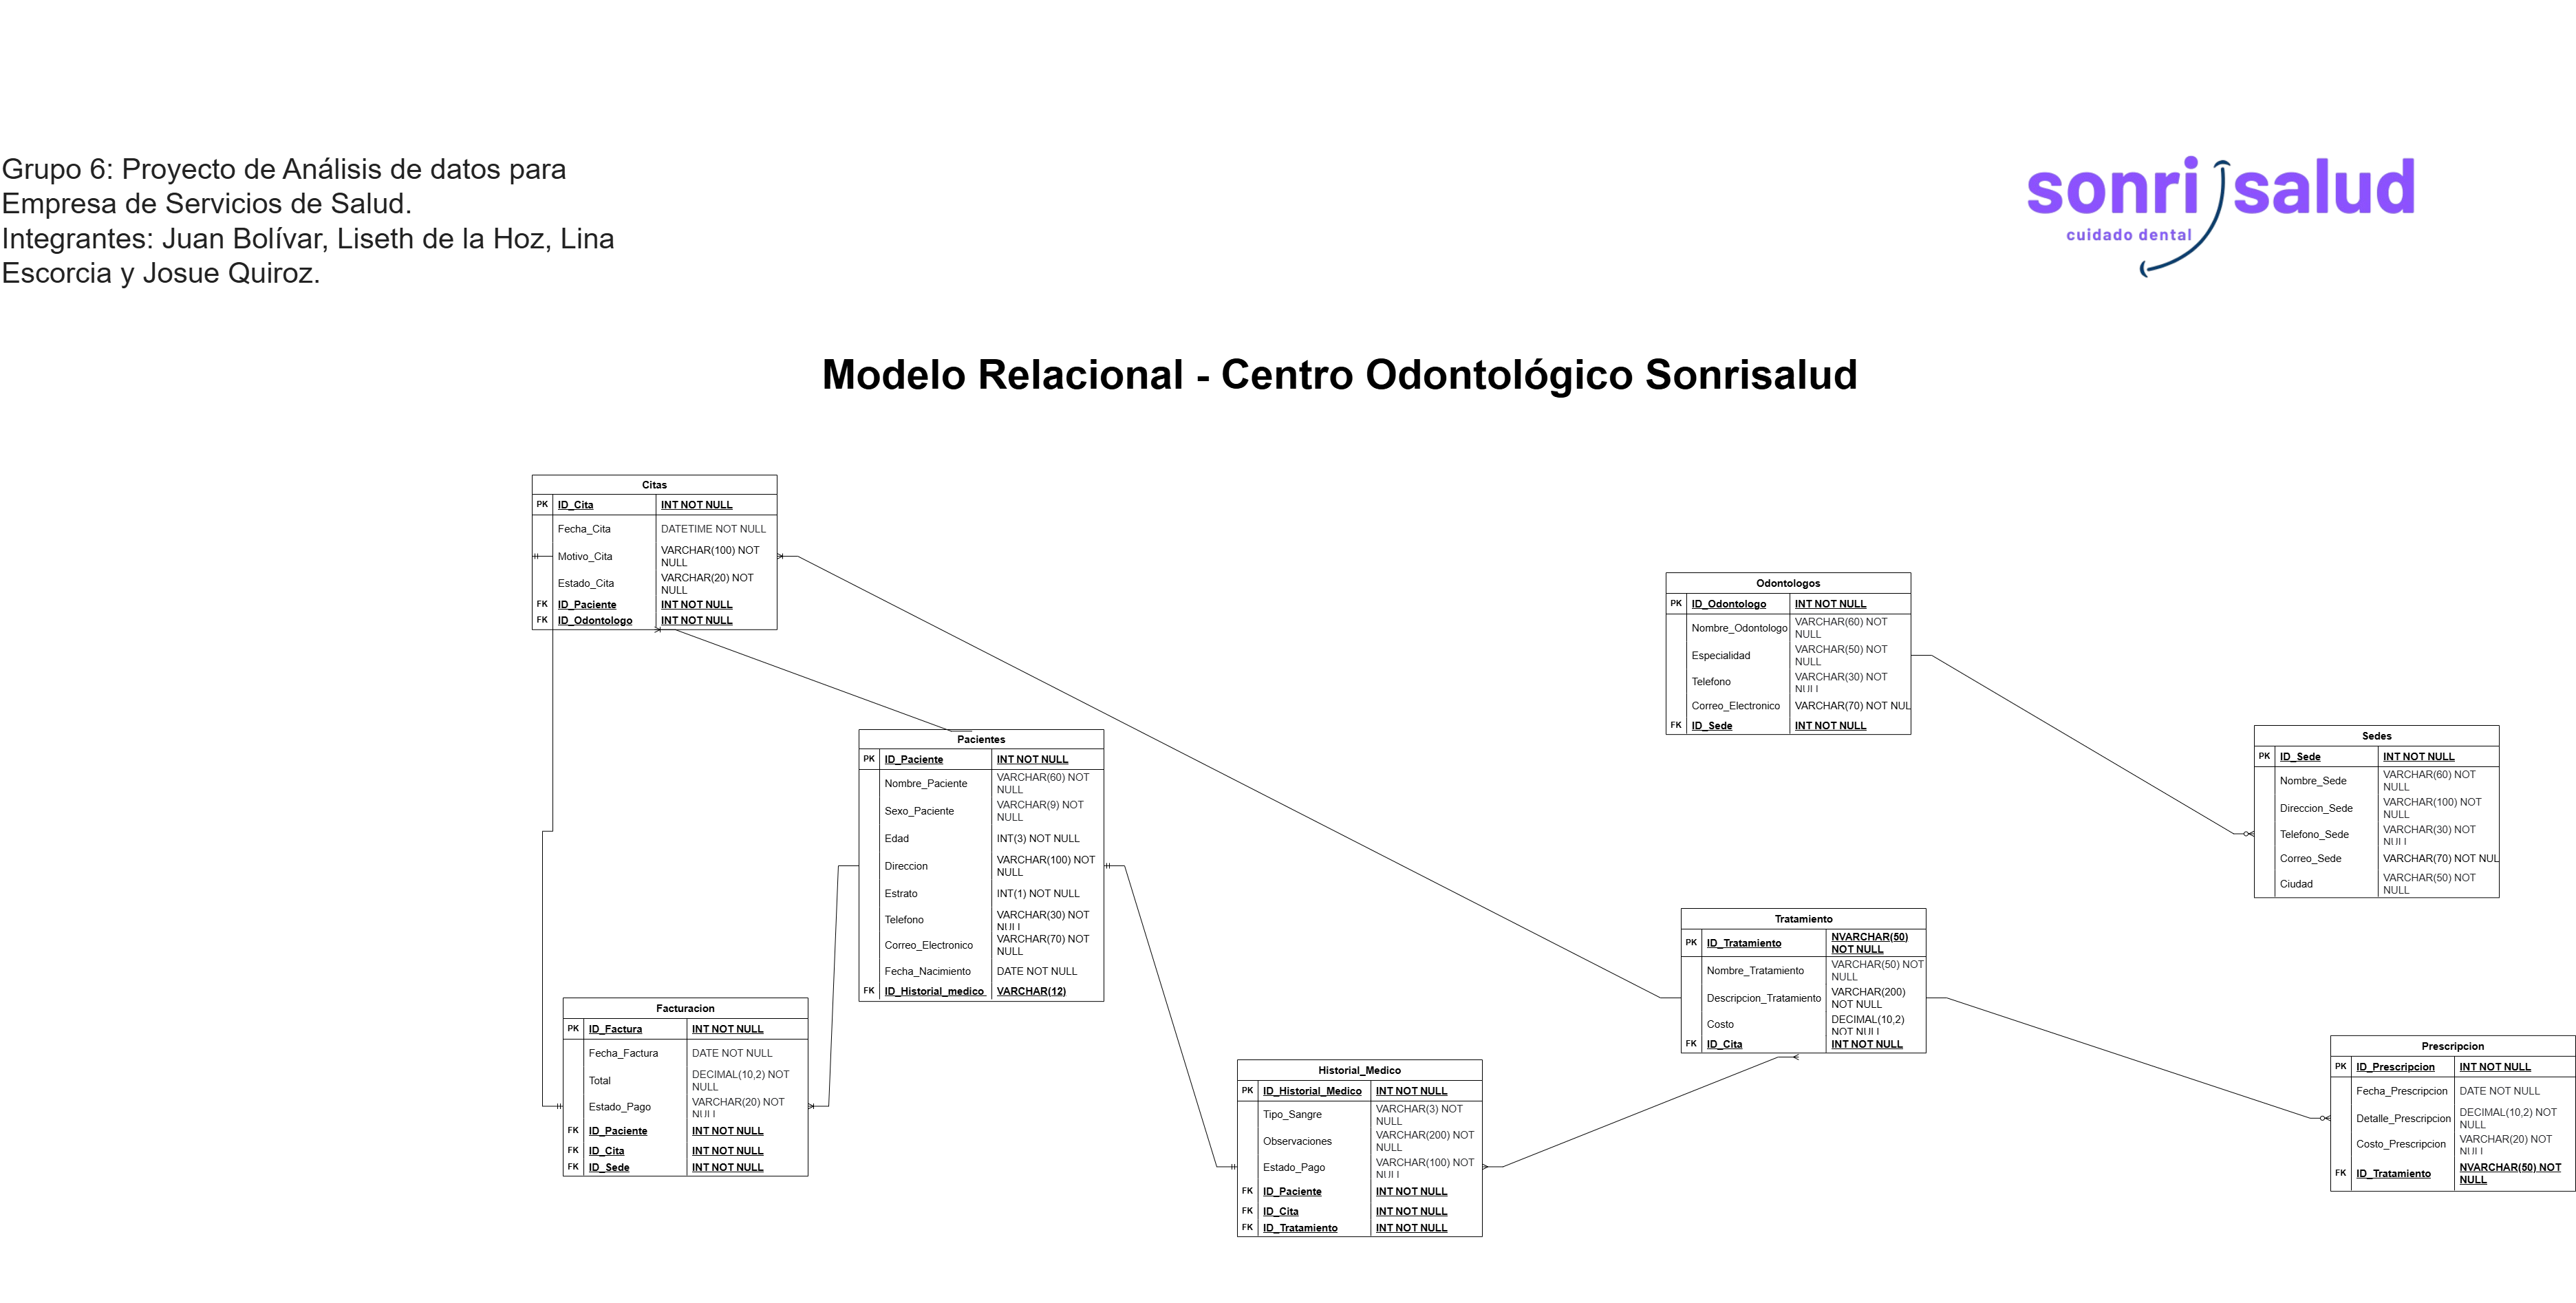 Grupo 6: Proyecto de Análisis de datos para
Empresa de Servicios de Salud.
Integrantes: Juan Bolívar, Liseth de la Hoz, Lina
Escorcia y Josue Quiroz.
sonrisalud
cuidado dental
Modelo Relacional - Centro Odontológico Sonrisalud
Citas
PK ID_Cita INT NOT NULL
Fecha_Cita DATETIME NOT NULL
Motivo_Cita VARCHAR(100) NOT
NULL
Estado_Cita VARCHAR(20) NOT
NULL
FK ID_Paciente INT NOT NULL
FK ID_Odontologo INT NOT NULL
Odontologos
PK ID_Odontologo INT NOT NULL
Nombre_Odontologo VARCHAR(60) NOT
NULL
Especialidad VARCHAR(50) NOT
NULL
Telefono VARCHAR(30) NOT
NULL
Correo_Electronico VARCHAR(70) NOT NUL
FK ID_Sede INT NOT NULL
Sedes
PK ID_Sede INT NOT NULL
Nombre_Sede VARCHAR(60) NOT
NULL
Direccion_Sede VARCHAR(100) NOT
NULL
Telefono_Sede VARCHAR(30) NOT
NULL
Correo_Sede VARCHAR(70) NOT NUL
Ciudad VARCHAR(50) NOT
NULL
Pacientes
PK ID_Paciente INT NOT NULL
Nombre_Paciente VARCHAR(60) NOT
NULL
Sexo_Paciente VARCHAR(9) NOT
NULL
Edad INT(3) NOT NULL
Direccion VARCHAR(100) NOT
NULL
Estrato INT(1) NOT NULL
Telefono VARCHAR(30) NOT
NULL
Correo_Electronico VARCHAR(70) NOT
NULL
Fecha_Nacimiento DATE NOT NULL
FK ID_Historial_medico VARCHAR(12)
Tratamiento
PK ID_Tratamiento NVARCHAR(50)
NOT NULL
Nombre_Tratamiento VARCHAR(50) NOT
NULL
Descripcion_Tratamiento VARCHAR(200)
NOT NULL
Costo DECIMAL(10,2)
NOT NULL
FK ID_Cita INT NOT NULL
Facturacion
PK ID_Factura INT NOT NULL
Fecha_Factura DATE NOT NULL
Total DECIMAL(10,2) NOT
NULL
Estado_Pago VARCHAR(20) NOT
NULL
FK ID_Paciente INT NOT NULL
FK ID_Cita INT NOT NULL
FK ID_Sede INT NOT NULL
Historial_Medico
PK ID_Historial_Medico INT NOT NULL
Tipo_Sangre VARCHAR(3) NOT
NULL
Observaciones VARCHAR(200) NOT
NULL
Estado_Pago VARCHAR(100) NOT
NULL
FK ID_Paciente INT NOT NULL
FK ID_Cita INT NOT NULL
FK ID_Tratamiento INT NOT NULL
Prescripcion
PK ID_Prescripcion INT NOT NULL
Fecha_Prescripcion DATE NOT NULL
Detalle_Prescripcion DECIMAL(10,2) NOT
NULL
Costo_Prescripcion VARCHAR(20) NOT
NULL
FK ID_Tratamiento NVARCHAR(50) NOT
NULL